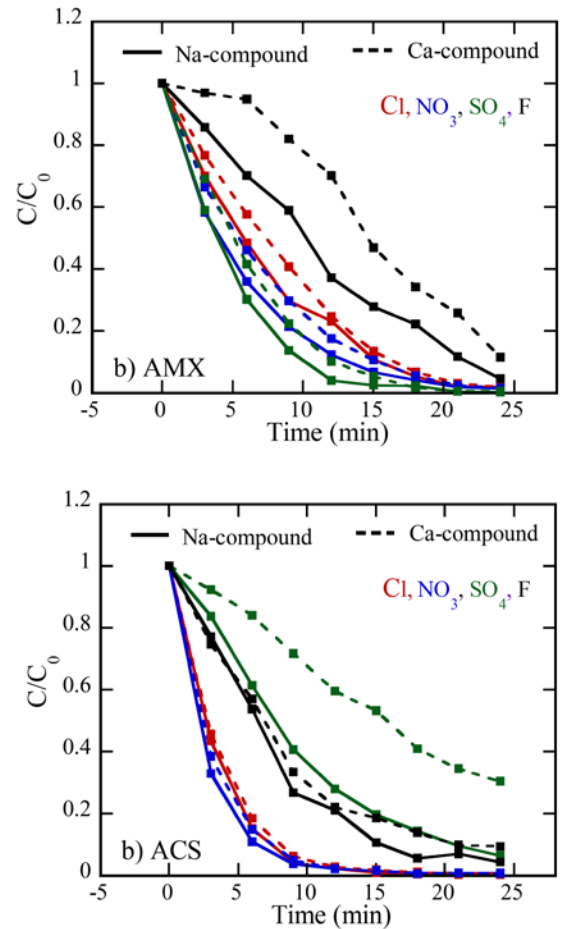 1.2
Na-compound
Ca-compound
1
Cl, NO3, SO4, F
0.8
C/C0
0.6
0.4
0.2
b) AMX
0
-5
0
5
10
15
20
25
Time (min)
1.2
Na-compound
Ca-compound
1
Cl, NO3, SO4, F
0.8
C/C0
0.6
0.4
0.2
b) ACS
0
-5
0
5
10
15
20
25
Time (min)